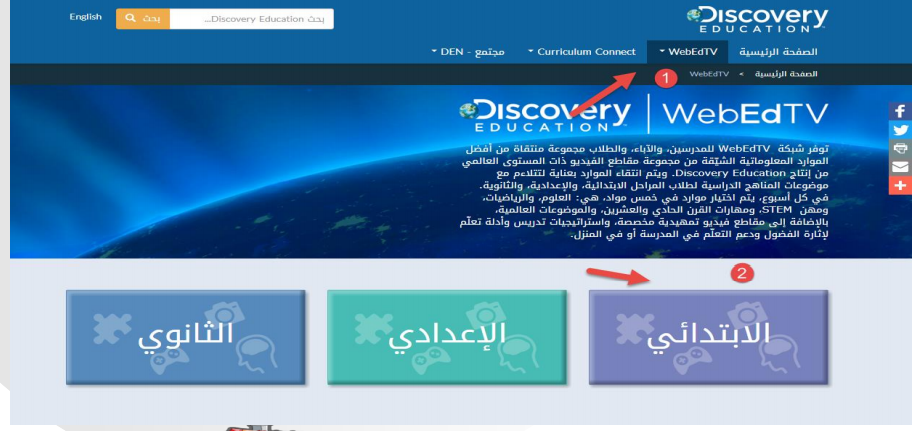 English
بحث
بحث Discovery Education...
Discovery
EDUCATION
الصفحة الرئيسية WebEdTV Curriculum Connect مجتمع - DEN
الصفحة الرئيسية > WebEdTV
1
Discovery
EDUCATION
WebEdTV
توفر شبكة WebEdTV للمدرسين، والآباء، والطلاب مجموعة منتقاة من أفضل
الموارد المعلوماتية الشيّقة من مجموعة مقاطع الفيديو ذات المستوى العالمي
من إنتاج Discovery Education. ويتم انتقاء الموارد بعناية لتتلاءم مع
موضوعات المناهج الدراسية لطلاب المراحل الابتدائية، والإعدادية، والثانوية.
في كل أسبوع، يتم اختيار موارد في خمس مواد، هي: العلوم، والرياضيات،
ومهن STEM، ومهارات القرن الحادي والعشرين، والموضوعات العالمية،
بالإضافة إلى مقاطع فيديو تمهيدية مخصصة، واستراتيجيات تدريس وأدلة تعلّم
لإثارة الفضول ودعم التعلّم في المدرسة أو في المنزل.
2
الابتدائي
الإعدادي
الثانوي